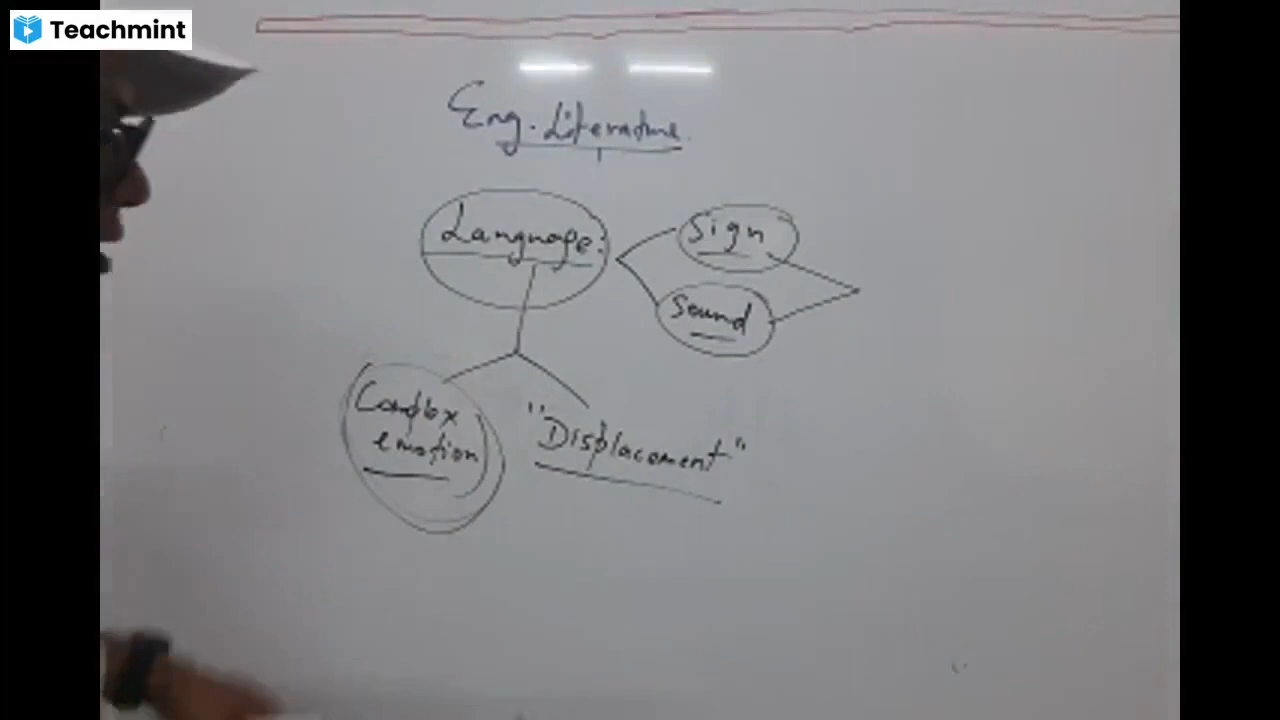 Teachmint
Eng. Literature.
Language:
Sign
Sound
Complex
emotion
"Displacement"